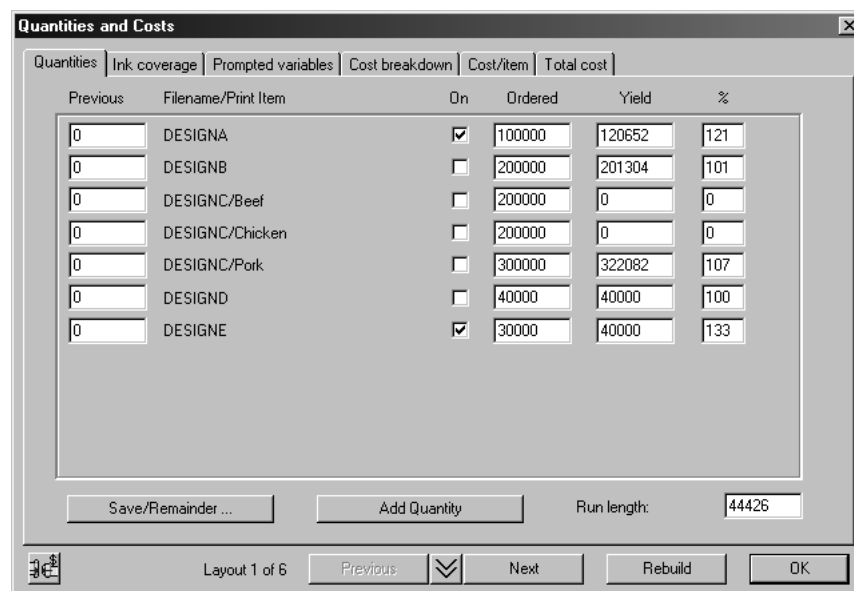 Quantities and Costs
Quantities Ink coverage Prompted variables Cost breakdown Cost/item Total cost
Previous Filename/Print Item On Ordered Yield %
0 DESIGNA 100000 120652 121
0 DESIGNB 200000 201304 101
0 DESIGNC/Beef 200000 0 0
0 DESIGNC/Chicken 200000 0 0
0 DESIGNC/Pork 300000 322082 107
0 DESIGND 40000 40000 100
0 DESIGNE 30000 40000 133
Save/Remainder ... Add Quantity Run length: 44426
Layout 1 of 6 Previous Next Rebuild OK